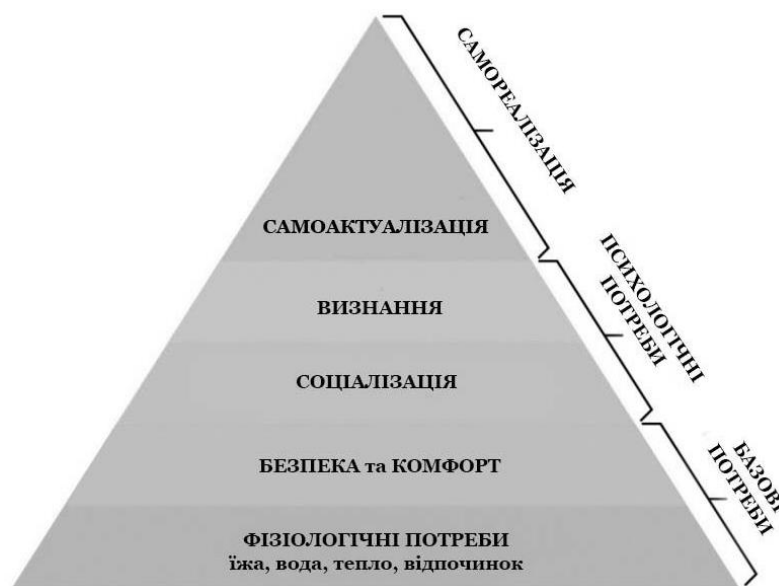 САМОРЕАЛІЗАЦІЯ
САМОАКТУАЛІЗАЦІЯ
ПСИХОЛОГІЧНІ
ПОТРЕБИ
ВИЗНАННЯ
СОЦІАЛІЗАЦІЯ
БАЗОВІ
ПОТРЕБИ
БЕЗПЕКА та КОМФОРТ
ФІЗІОЛОГІЧНІ ПОТРЕБИ
їжа, вода, тепло, відпочинок